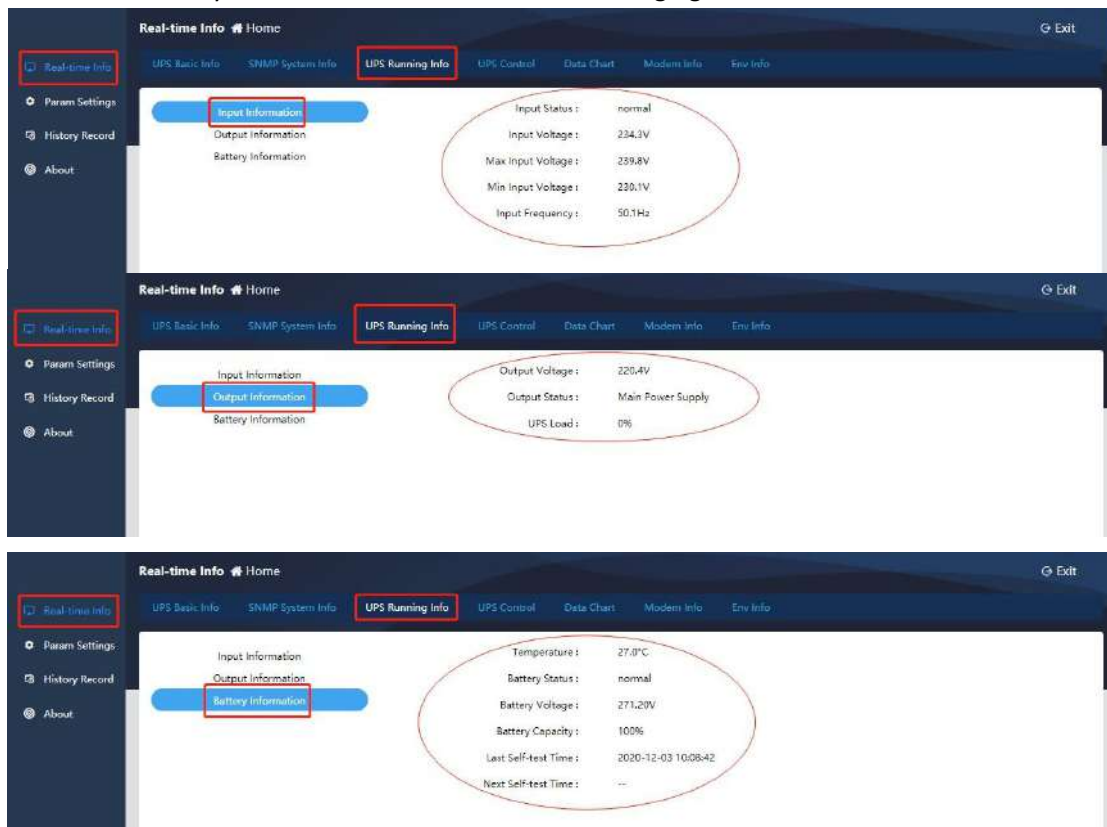 Real-time Info Home Exit
Real-time Info UPS Basic Info SNMP System Info UPS Running Info UPS Control Data Chart Modem Info Env Info
Param Settings Input Information Input Status : normal
History Record Output Information Input Voltage : 234.3V
Battery Information Max Input Voltage : 239.8V
About Min Input Voltage : 230.1V
Input Frequency : 50.1Hz
Real-time Info Home Exit
Real-time Info UPS Basic Info SNMP System Info UPS Running Info UPS Control Data Chart Modem Info Env Info
Param Settings Input Information Output Voltage : 220.4V
History Record Output Information Output Status : Main Power Supply
Battery Information UPS Load : 0%
About
Real-time Info Home Exit
Real-time Info UPS Basic Info SNMP System Info UPS Running Info UPS Control Data Chart Modem Info Env Info
Param Settings Input Information Temperature : 27.0°C
History Record Output Information Battery Status : normal
Battery Information Battery Voltage : 271.20V
About Battery Capacity : 100%
Last Self-test Time : 2020-12-03 10:08:42
Next Self-test Time : --